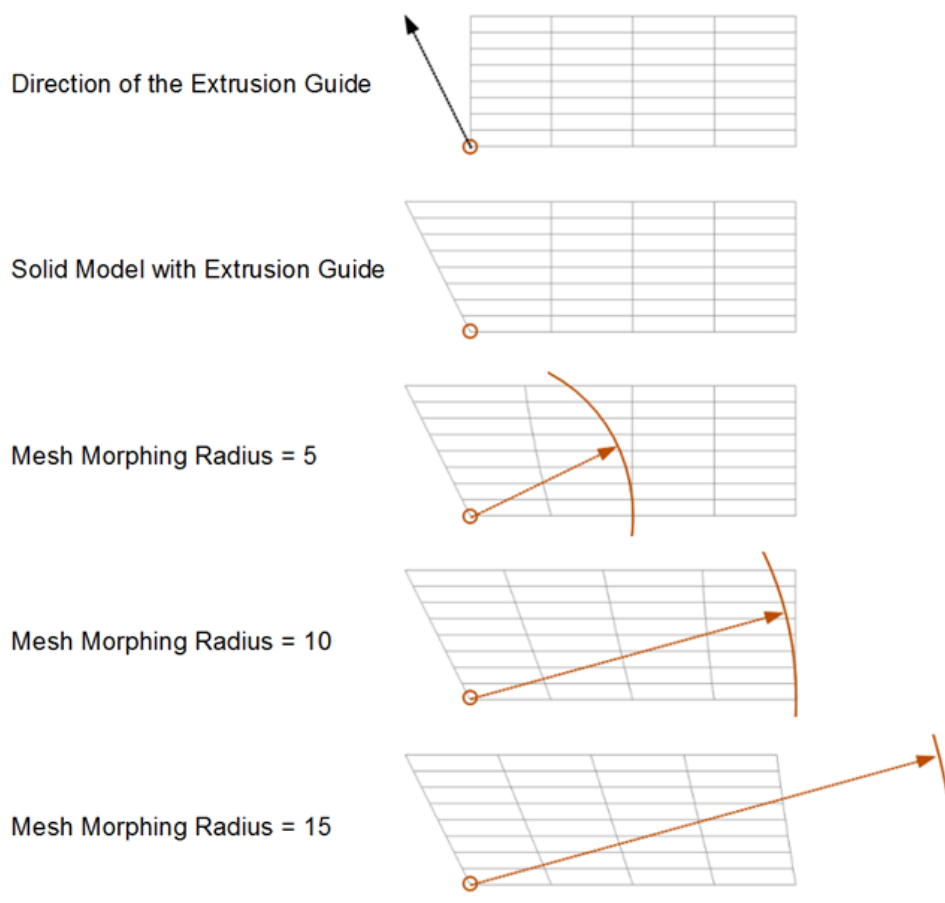 Direction of the Extrusion Guide
Solid Model with Extrusion Guide
Mesh Morphing Radius = 5
Mesh Morphing Radius = 10
Mesh Morphing Radius = 15